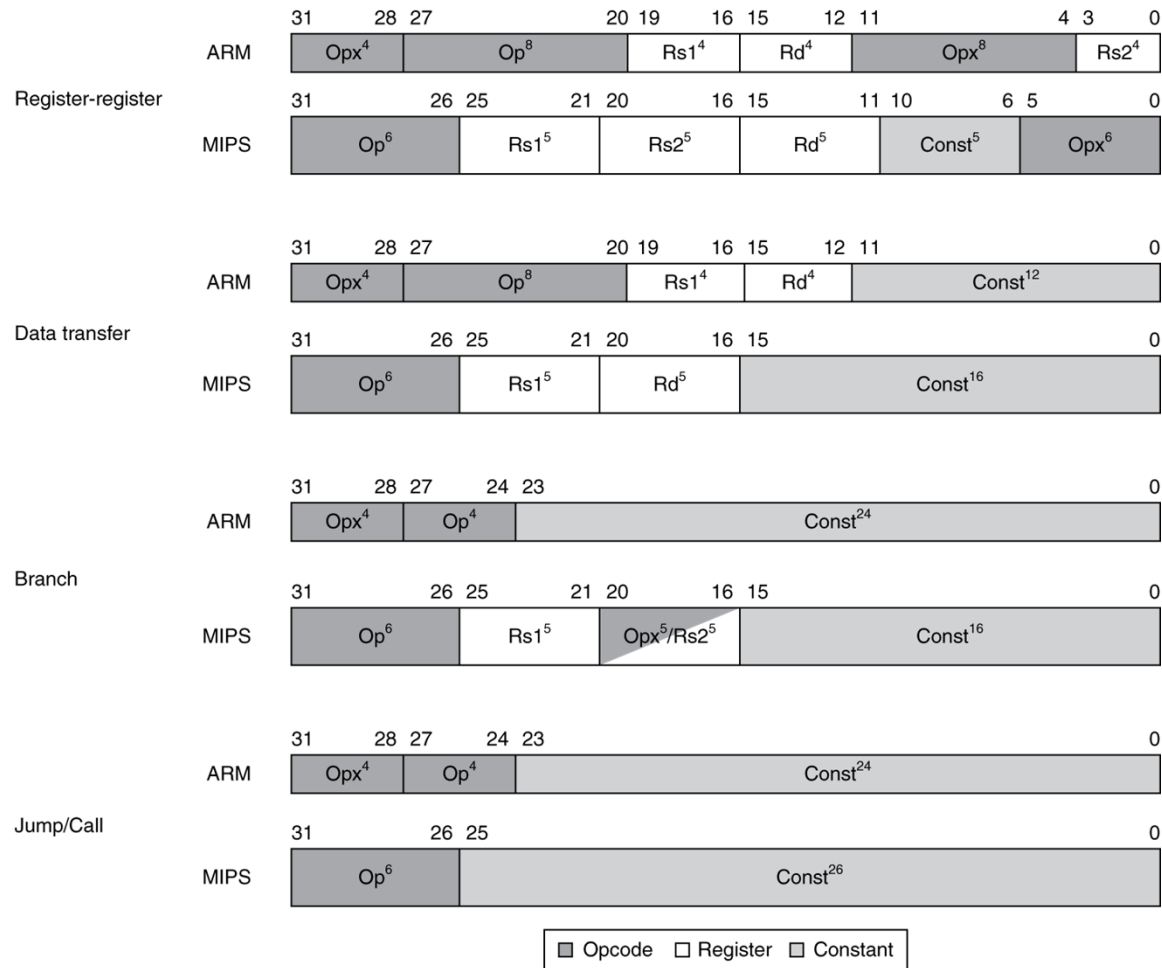 31 28 27 20 19 16 15 12 11 4 3 0
ARM Opx⁴ Op⁸ Rs1⁴ Rd⁴ Opx⁸ Rs2⁴
Register-register
31 26 25 21 20 16 15 11 10 6 5 0
MIPS Op⁶ Rs1⁵ Rs2⁵ Rd⁵ Const⁵ Opx⁶
31 28 27 20 19 16 15 12 11 0
ARM Opx⁴ Op⁸ Rs1⁴ Rd⁴ Const¹²
Data transfer
31 26 25 21 20 16 15 0
MIPS Op⁶ Rs1⁵ Rd⁵ Const¹⁶
31 28 27 24 23 0
ARM Opx⁴ Op⁴ Const²⁴
Branch
31 26 25 21 20 16 15 0
MIPS Op⁶ Rs1⁵ Opx⁵/Rs2⁵ Const¹⁶
31 28 27 24 23 0
ARM Opx⁴ Op⁴ Const²⁴
Jump/Call
31 26 25 0
MIPS Op⁶ Const²⁶
Opcode Register Constant